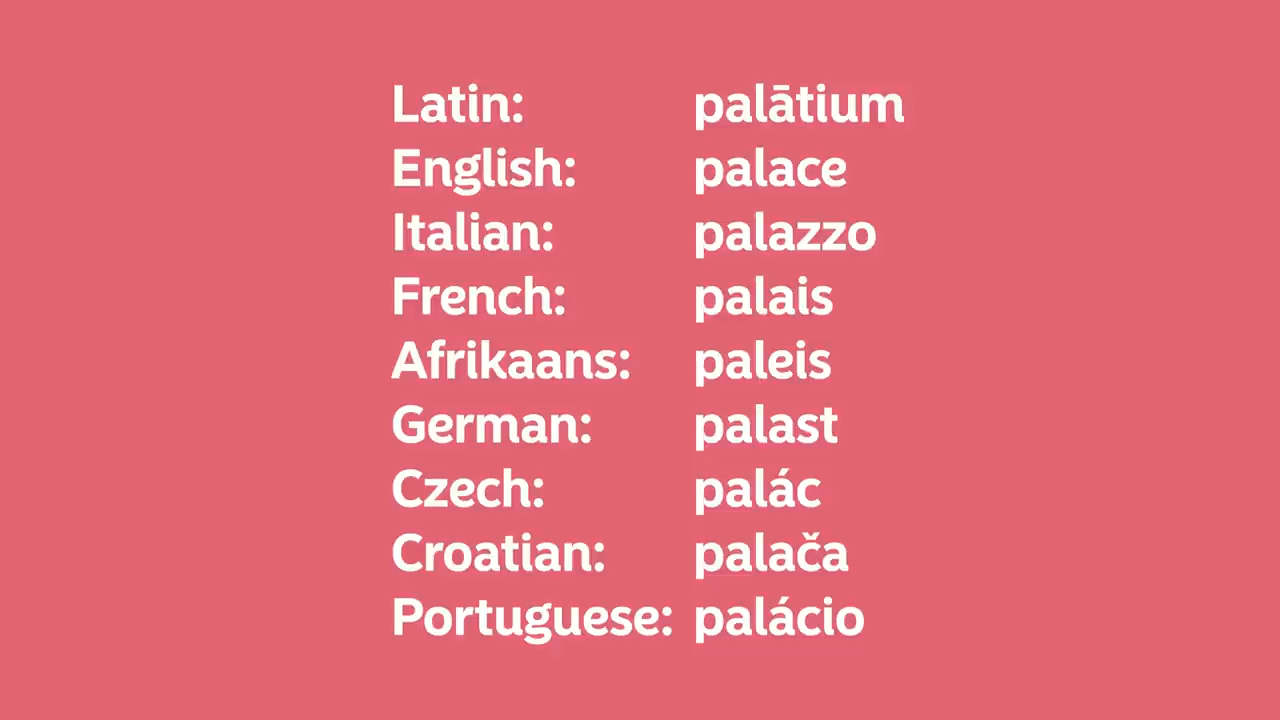 Latin: palātium
English: palace
Italian: palazzo
French: palais
Afrikaans: paleis
German: palast
Czech: palác
Croatian: palača
Portuguese: palácio